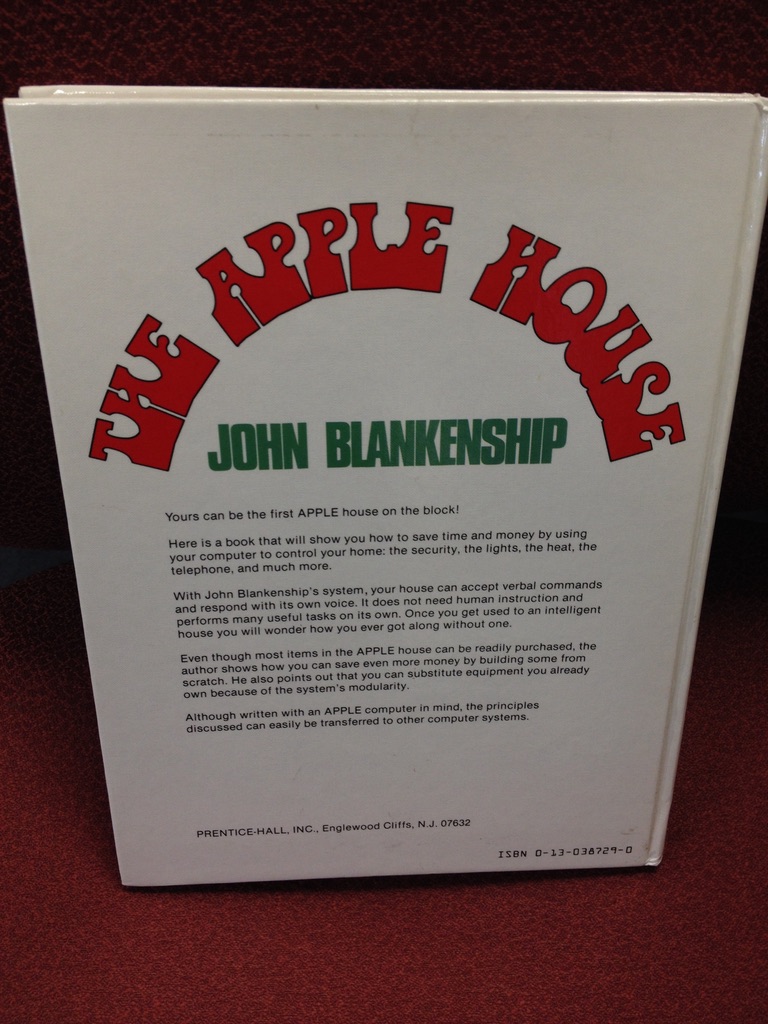 THE APPLE HOUSE
JOHN BLANKENSHIP
Yours can be the first APPLE house on the block!
Here is a book that will show you how to save time and money by using
your computer to control your home: the security, the lights, the heat, the
telephone, and much more.
With John Blankenship's system, your house can accept verbal commands
and respond with its own voice. It does not need human instruction and
performs many useful tasks on its own. Once you get used to an intelligent
house you will wonder how you ever got along without one.
Even though most items in the APPLE house can be readily purchased, the
author shows how you can save even more money by building some from
scratch. He also points out that you can substitute equipment you already
own because of the system's modularity.
Although written with an APPLE computer in mind, the principles
discussed can easily be transferred to other computer systems.
PRENTICE-HALL, INC., Englewood Cliffs, N.J. 07632
ISBN 0-13-038729-0